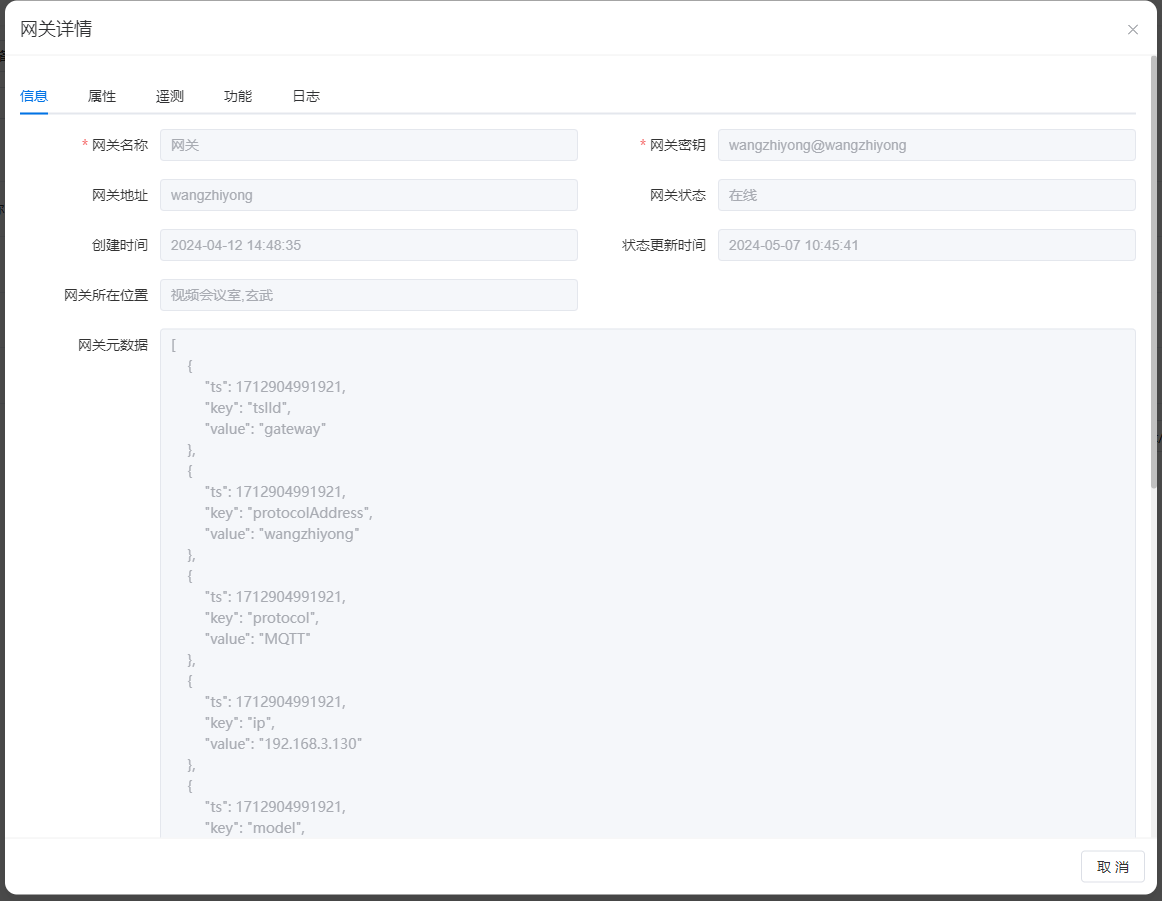 网关详情
信息 属性 遥测 功能 日志
* 网关名称 网关 * 网关密钥 wangzhiyong@wangzhiyong
网关地址 wangzhiyong 网关状态 在线
创建时间 2024-04-12 14:48:35 状态更新时间 2024-05-07 10:45:41
网关所在位置 视频会议室,玄武
网关元数据 [
{
"ts": 1712904991921,
"key": "tslId",
"value": "gateway"
},
{
"ts": 1712904991921,
"key": "protocolAddress",
"value": "wangzhiyong"
},
{
"ts": 1712904991921,
"key": "protocol",
"value": "MQTT"
},
{
"ts": 1712904991921,
"key": "ip",
"value": "192.168.3.130"
},
{
"ts": 1712904991921,
"key": "model",
取 消